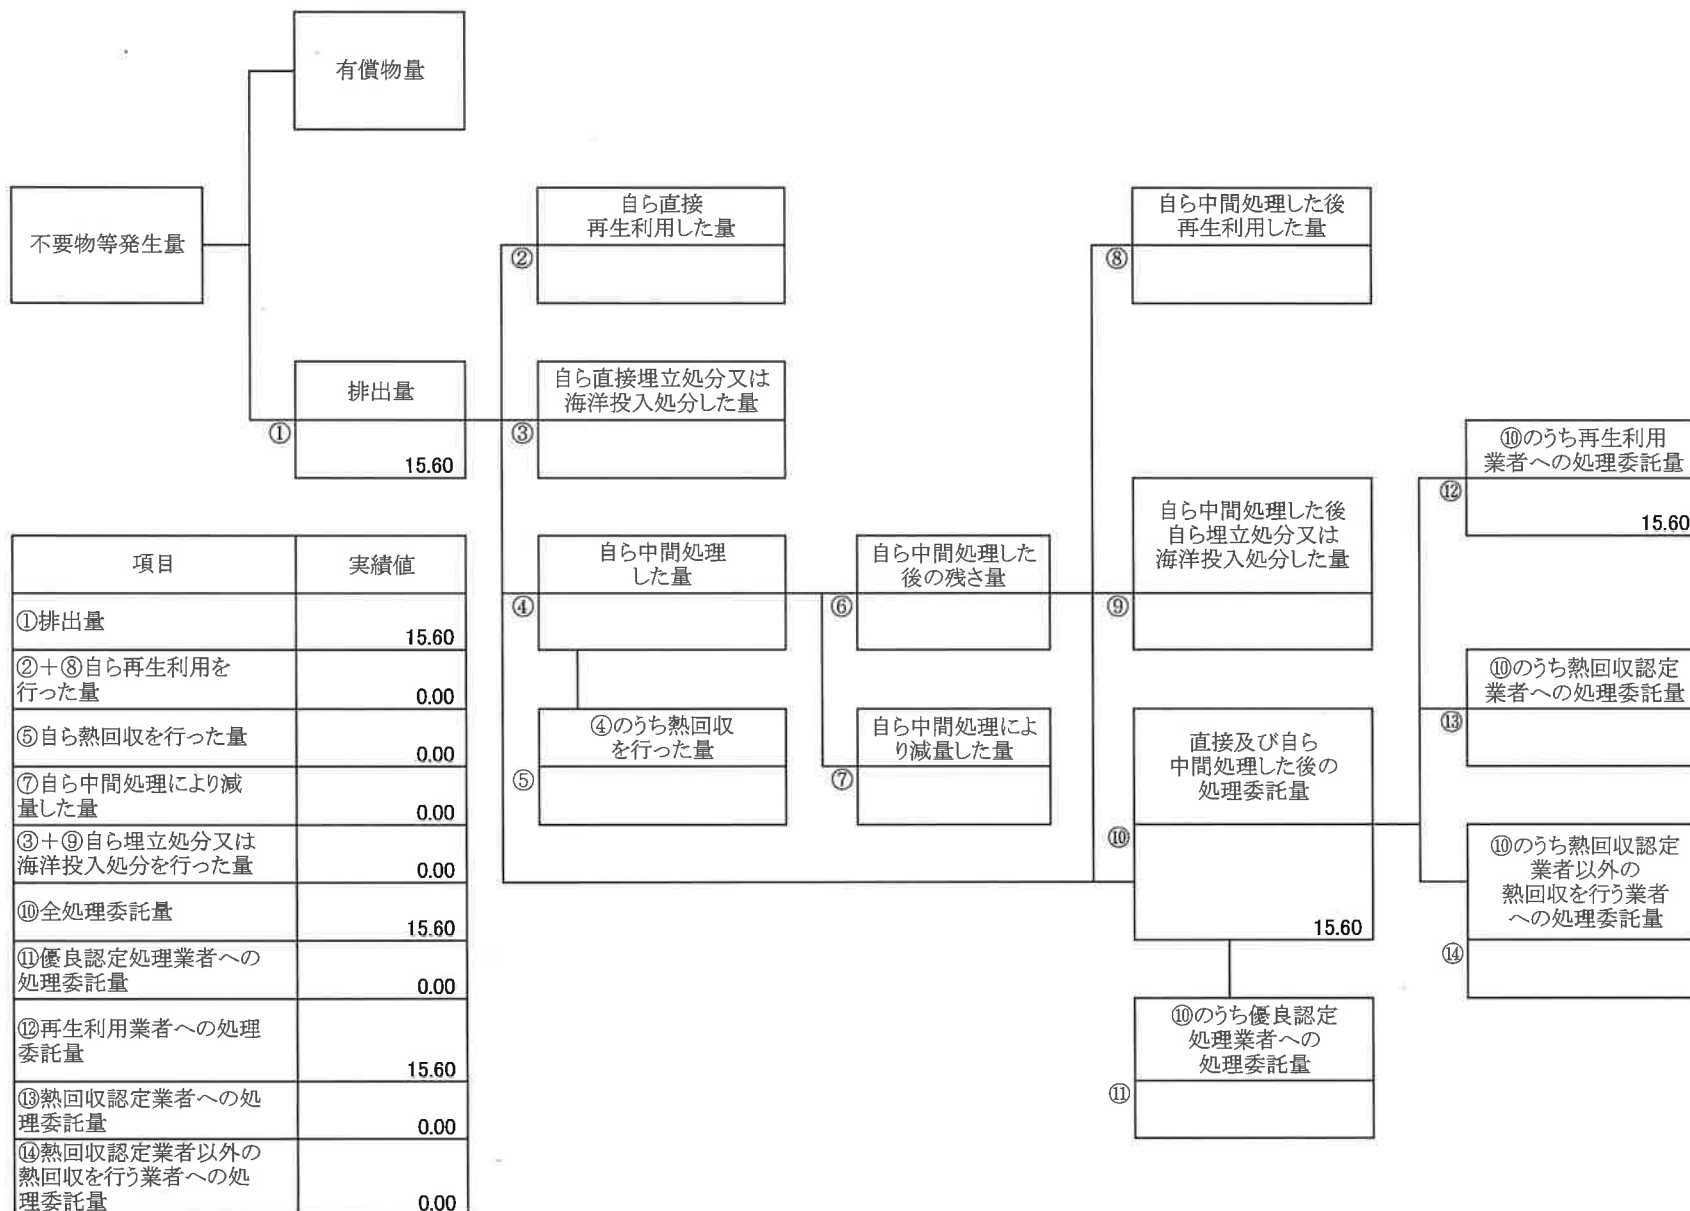 有償物量
不要物等発生量
自ら直接
再生利用した量
②
自ら中間処理した後
再生利用した量
⑧
排出量
①
15.60
自ら直接埋立処分又は
海洋投入処分した量
③
⑩のうち再生利用
業者への処理委託量
⑫
15.60
自ら中間処理した後
自ら埋立処分又は
海洋投入処分した量
⑨
自ら中間処理
した量
④
自ら中間処理した
後の残さ量
⑥
⑩のうち熱回収認定
業者への処理委託量
⑬
④のうち熱回収
を行った量
⑤
自ら中間処理によ
り減量した量
⑦
直接及び自ら
中間処理した後の
処理委託量
⑩
15.60
⑩のうち熱回収認定
業者以外の
熱回収を行う業者
への処理委託量
⑭
⑩のうち優良認定
処理業者への
処理委託量
⑪
項目 実績値
①排出量
15.60
②+⑧自ら再生利用を
行った量
0.00
⑤自ら熱回収を行った量
0.00
⑦自ら中間処理により減
量した量
0.00
③+⑨自ら埋立処分又は
海洋投入処分を行った量
0.00
⑩全処理委託量
15.60
⑪優良認定処理業者への
処理委託量
0.00
⑫再生利用業者への処理
委託量
15.60
⑬熱回収認定業者への処
理委託量
0.00
⑭熱回収認定業者以外の
熱回収を行う業者への処
理委託量
0.00